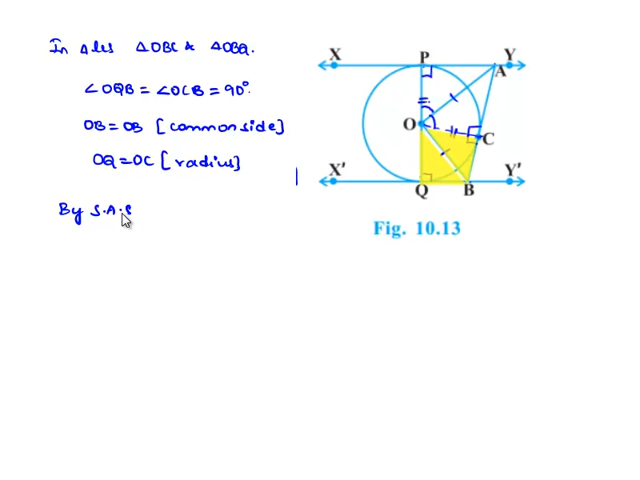 In Δles ΔOBC & ΔOBQ.
∠OQB = ∠OCB = 90°.
OB = OB [common side]
OQ = OC [radius]
By S.A.S
X P Y
A
O
C
X' Q B Y'
Fig. 10.13